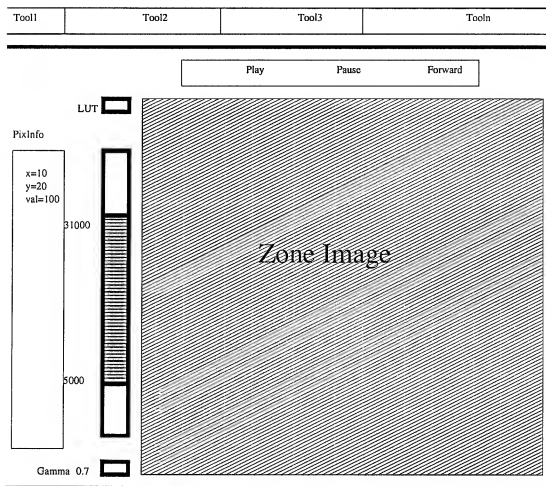 Tool1 Tool2 Tool3 Tooln
Play Pause Forward
LUT
PixInfo
x=10
y=20
val=100
31000
Zone Image
5000
Gamma 0.7